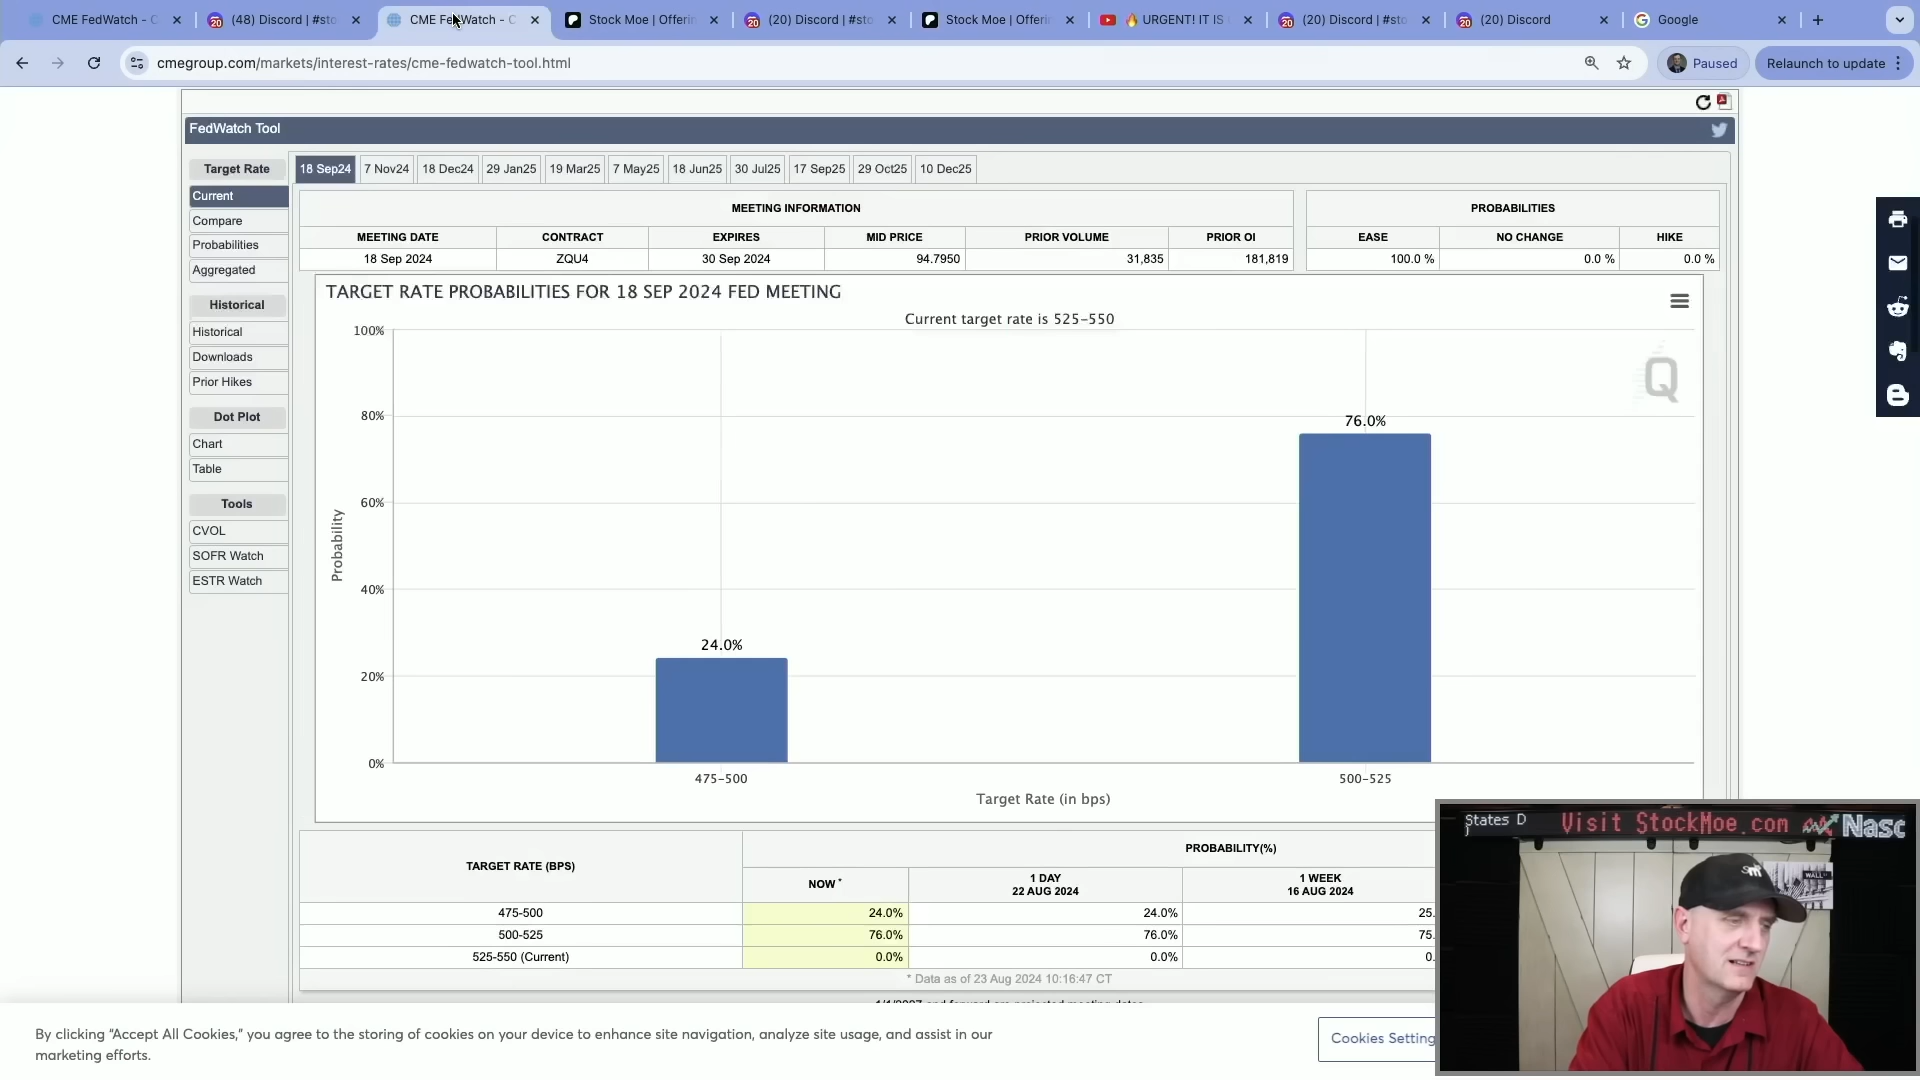 CME FedWatch - C
(48) Discord | #sto
CME FedWatch - C
Stock Moe | Offerin
(20) Discord | #sto
Stock Moe | Offerin
🔥 URGENT! IT IS
(20) Discord | #sto
(20) Discord
Google
cmegroup.com/markets/interest-rates/cme-fedwatch-tool.html
Paused
Relaunch to update
FedWatch Tool
Target Rate
Current
Compare
Probabilities
Aggregated
Historical
Historical
Downloads
Prior Hikes
Dot Plot
Chart
Table
Tools
CVOL
SOFR Watch
ESTR Watch
18 Sep24 7 Nov24 18 Dec24 29 Jan25 19 Mar25 7 May25 18 Jun25 30 Jul25 17 Sep25 29 Oct25 10 Dec25
MEETING INFORMATION
MEETING DATE CONTRACT EXPIRES MID PRICE PRIOR VOLUME PRIOR OI
18 Sep 2024 ZQU4 30 Sep 2024 94.7950 31,835 181,819
PROBABILITIES
EASE NO CHANGE HIKE
100.0 % 0.0 % 0.0 %
TARGET RATE PROBABILITIES FOR 18 SEP 2024 FED MEETING
Current target rate is 525–550
100%
80%
60%
40%
20%
0%
Probability
24.0%
76.0%
475–500
500–525
Target Rate (in bps)
Q
TARGET RATE (BPS)
PROBABILITY(%)
NOW *
1 DAY
22 AUG 2024
1 WEEK
16 AUG 2024
475-500 24.0% 24.0% 25.
500-525 76.0% 76.0% 75.
525-550 (Current) 0.0% 0.0% 0.
* Data as of 23 Aug 2024 10:16:47 CT
By clicking “Accept All Cookies,” you agree to the storing of cookies on your device to enhance site navigation, analyze site usage, and assist in our
marketing efforts.
Cookies Setting
States D
Visit StockMoe.com
Nasc
WALL